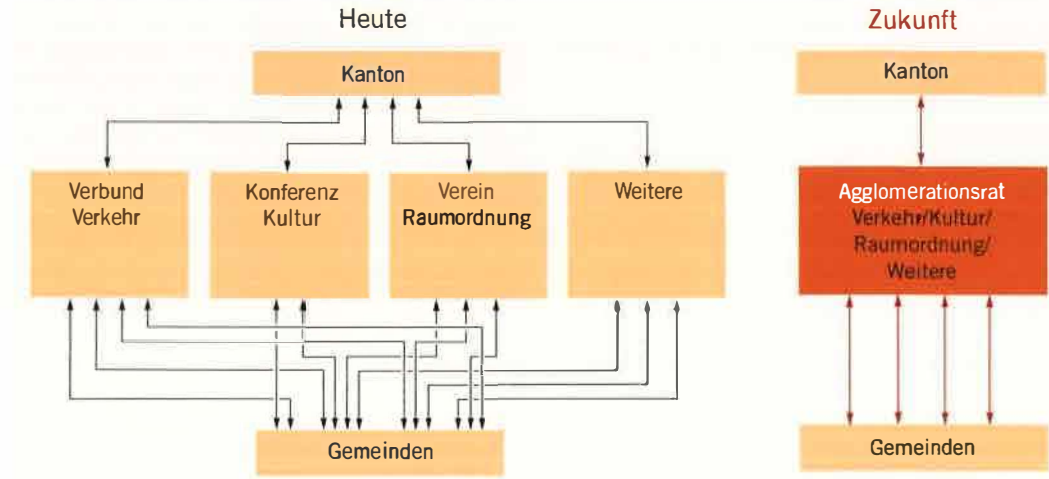 Heute
Zukunft
Kanton
Verbund
Verkehr
Konferenz
Kultur
Verein
Raumordnung
Weitere
Gemeinden
Kanton
Agglomerationsrat
Verkehr/Kultur/
Raumordnung/
Weitere
Gemeinden